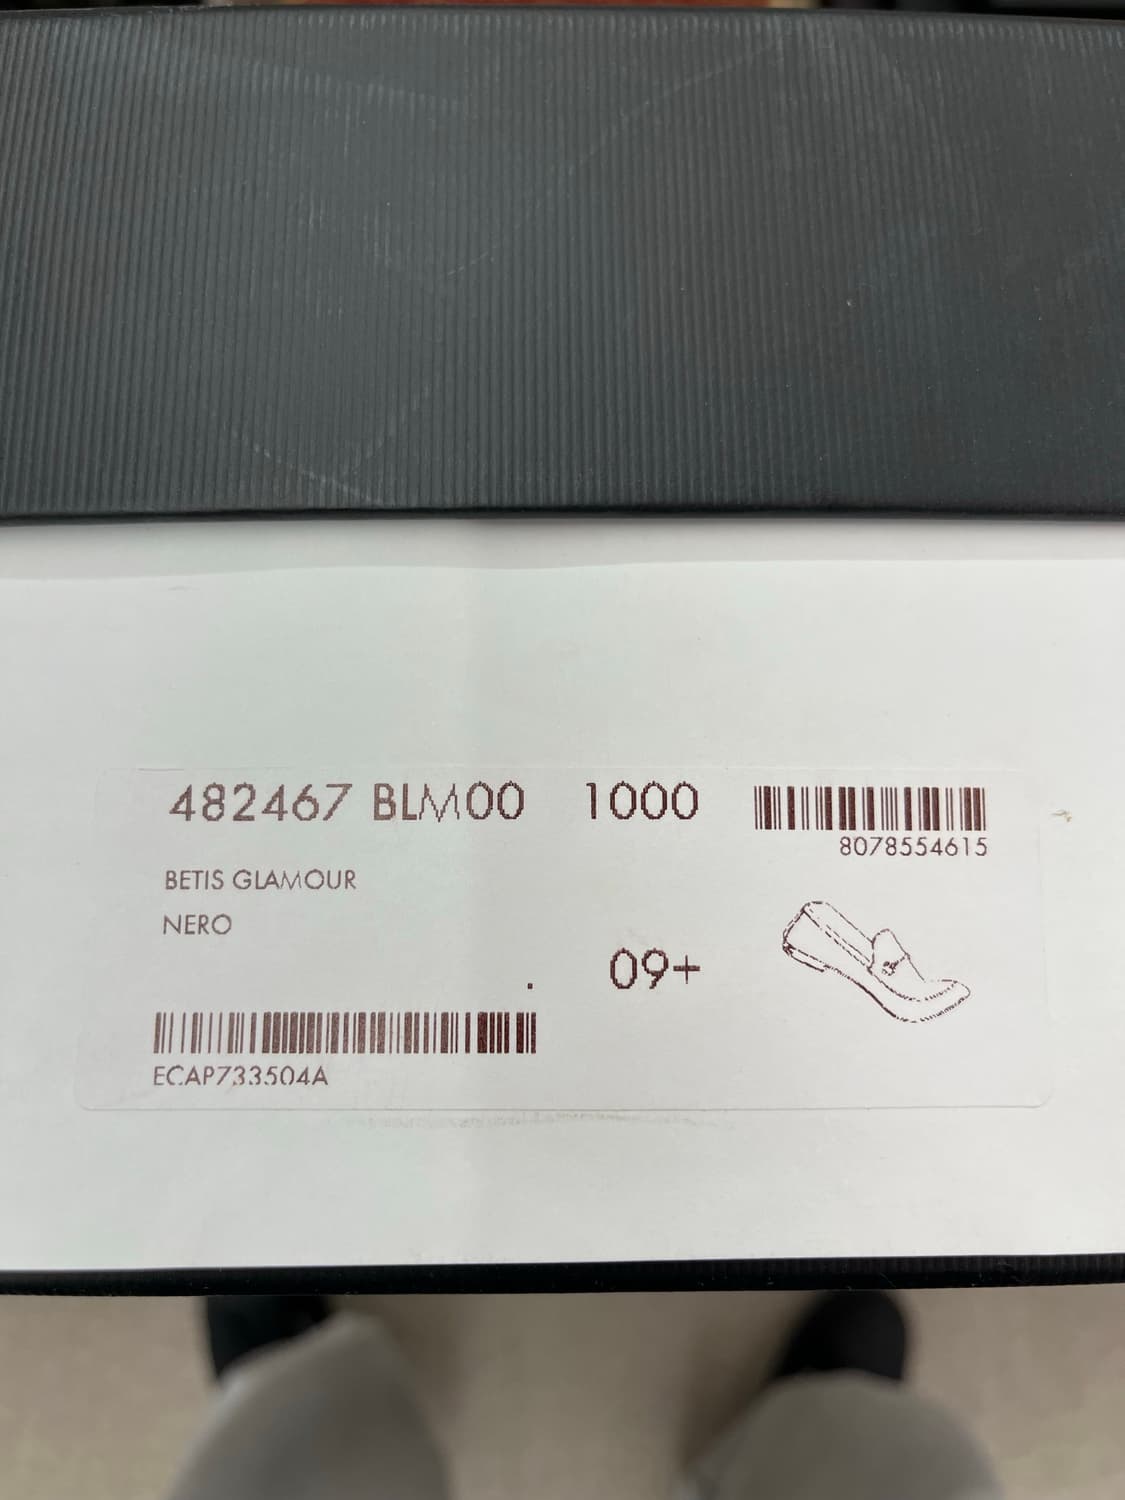 482467 BLM00 1000
8078554615
BETIS GLAMOUR
NERO
. 09+
ECAP733504A